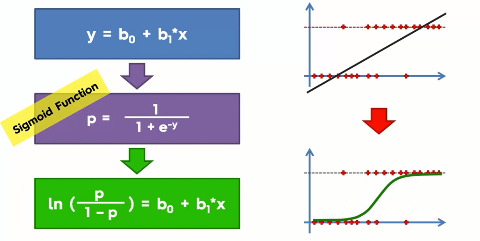 y = b₀ + b₁*x
Sigmoid Function
p = 1 / (1 + e⁻ʸ)
ln ( p / (1 – p) ) = b₀ + b₁*x